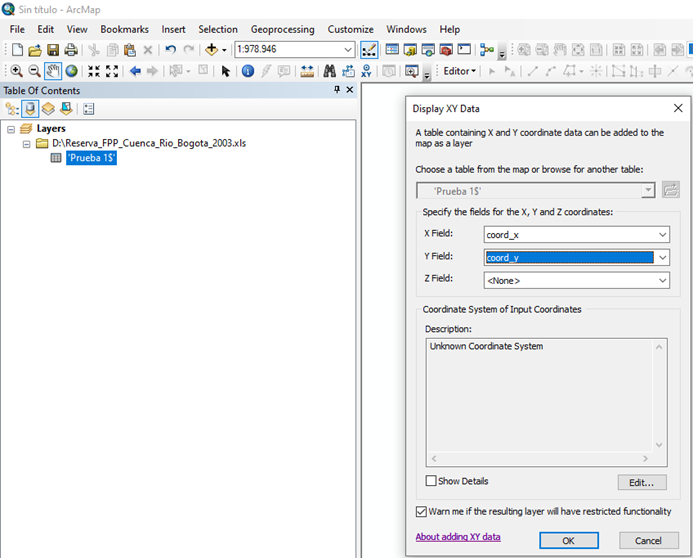 Sin título - ArcMap
File Edit View Bookmarks Insert Selection Geoprocessing Customize Windows Help
1:978.946
Editor
Table Of Contents
Layers
D:\Reserva_FPP_Cuenca_Rio_Bogota_2003.xls
'Prueba 1$'
Display XY Data
A table containing X and Y coordinate data can be added to the
map as a layer
Choose a table from the map or browse for another table:
'Prueba 1$'
Specify the fields for the X, Y and Z coordinates:
X Field: coord_x
Y Field: coord_y
Z Field: <None>
Coordinate System of Input Coordinates
Description:
Unknown Coordinate System
Show Details Edit...
Warn me if the resulting layer will have restricted functionality
About adding XY data OK Cancel